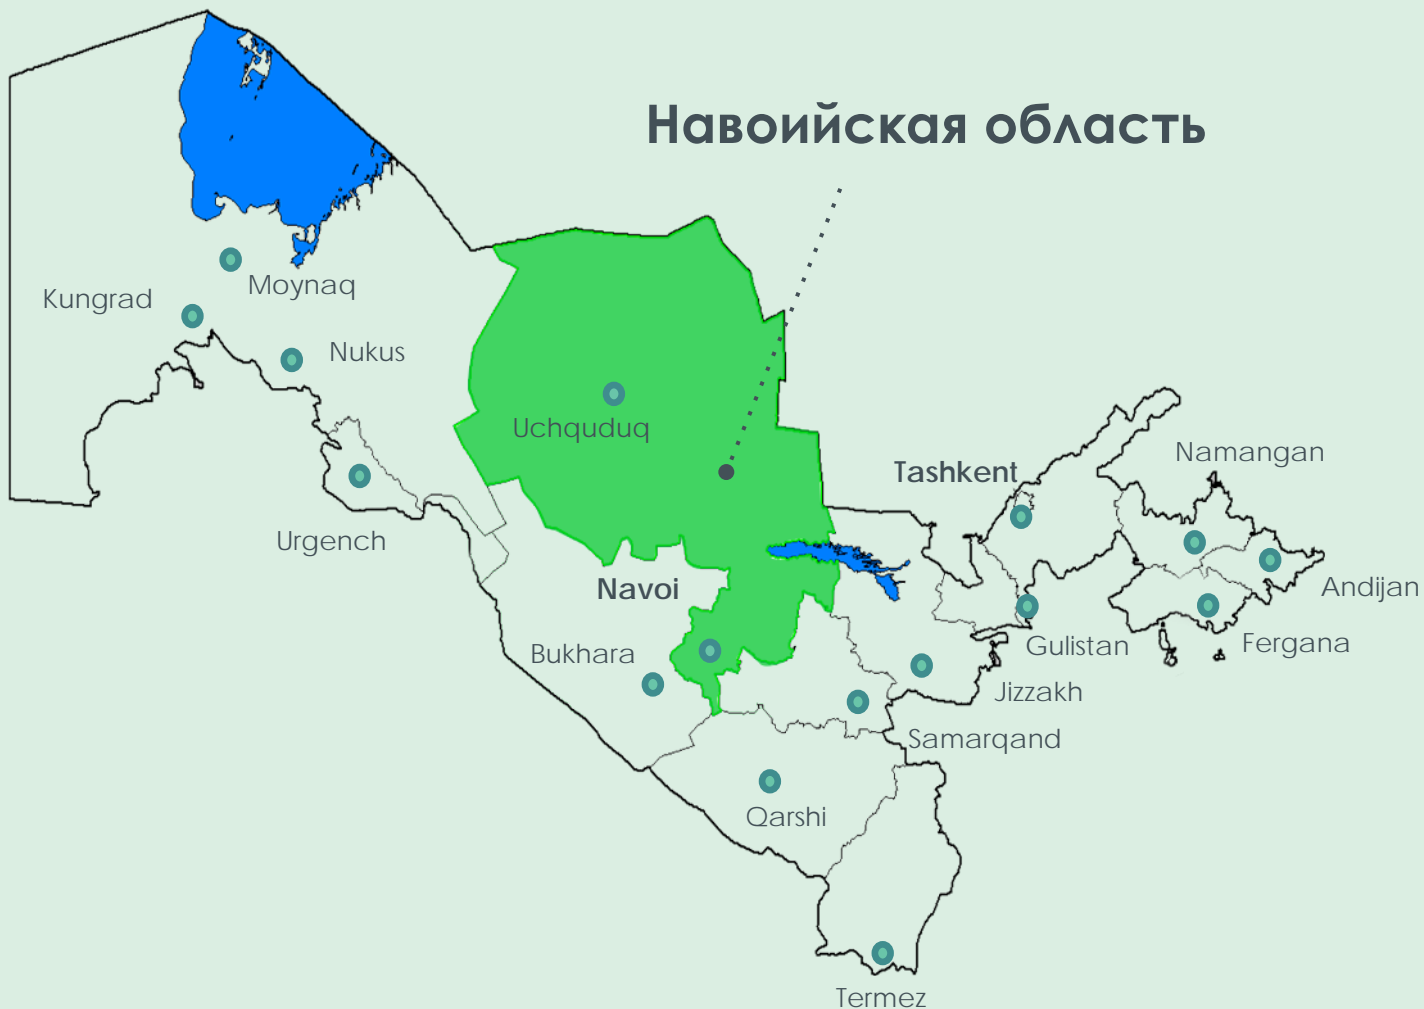 Навоийская область
Moynaq
Kungrad
Nukus
Uchquduq
Namangan
Tashkent
Urgench
Navoi
Andijan
Gulistan
Fergana
Bukhara
Jizzakh
Samarqand
Qarshi
Termez